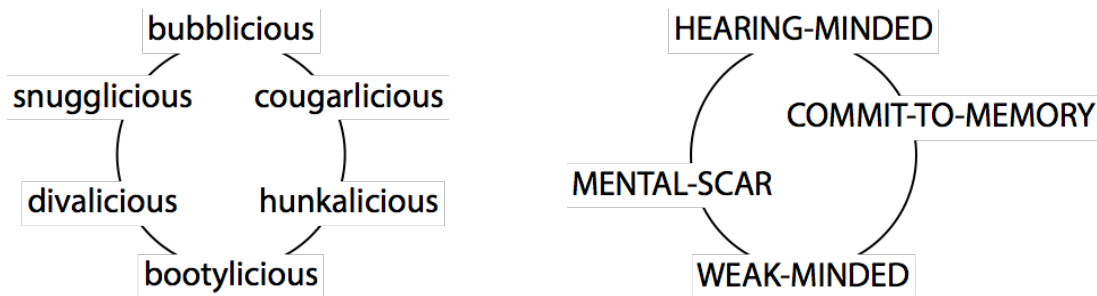 bubblicious
snugglicious
cougarlicious
divalicious
hunkalicious
bootylicious
HEARING-MINDED
COMMIT-TO-MEMORY
MENTAL-SCAR
WEAK-MINDED